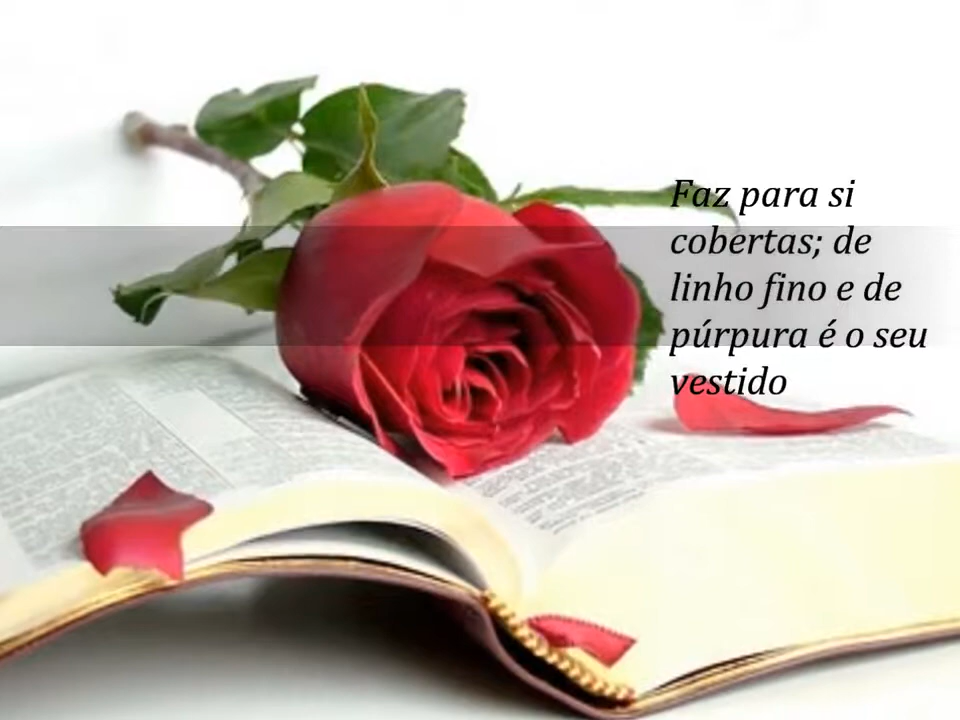 Faz para si
cobertas; de
linho fino e de
púrpura é o seu
vestido